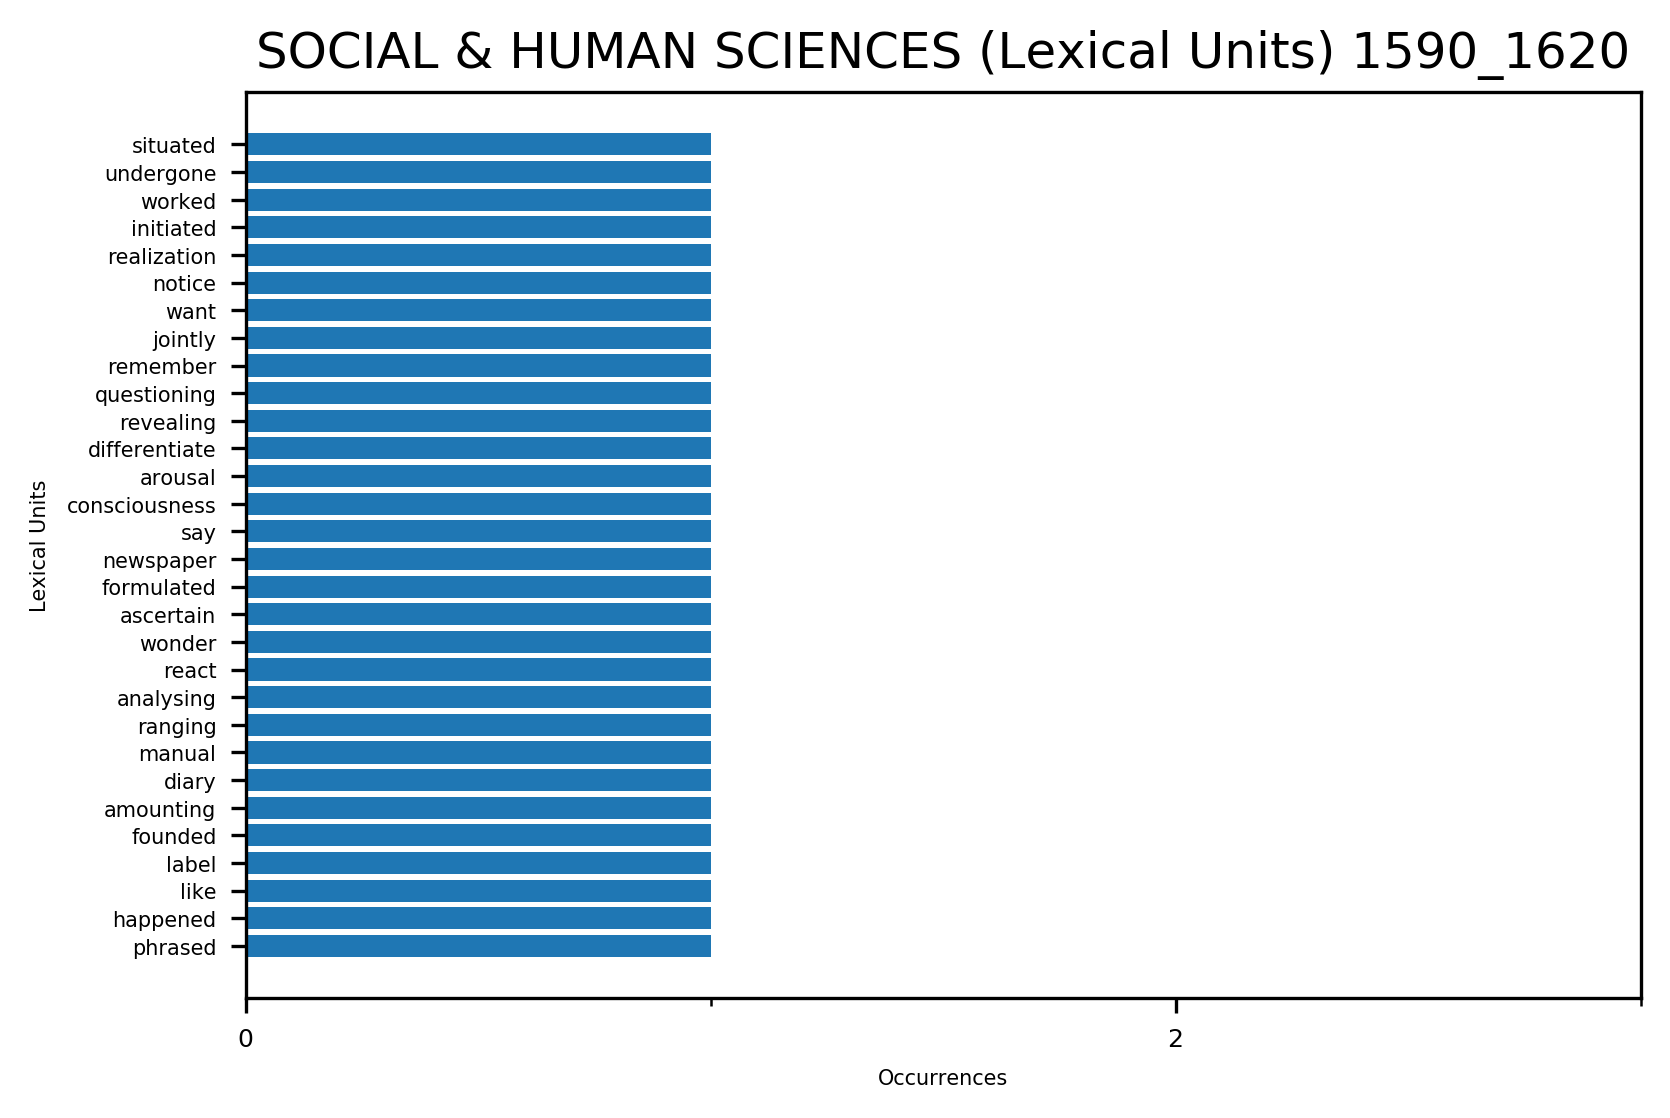 SOCIAL & HUMAN SCIENCES (Lexical Units) 1590_1620
situated
undergone
worked
initiated
realization
notice
want
jointly
remember
questioning
revealing
differentiate
arousal
consciousness
say
newspaper
formulated
ascertain
wonder
react
analysing
ranging
manual
diary
amounting
founded
label
like
happened
phrased
Lexical Units
0
2
Occurrences